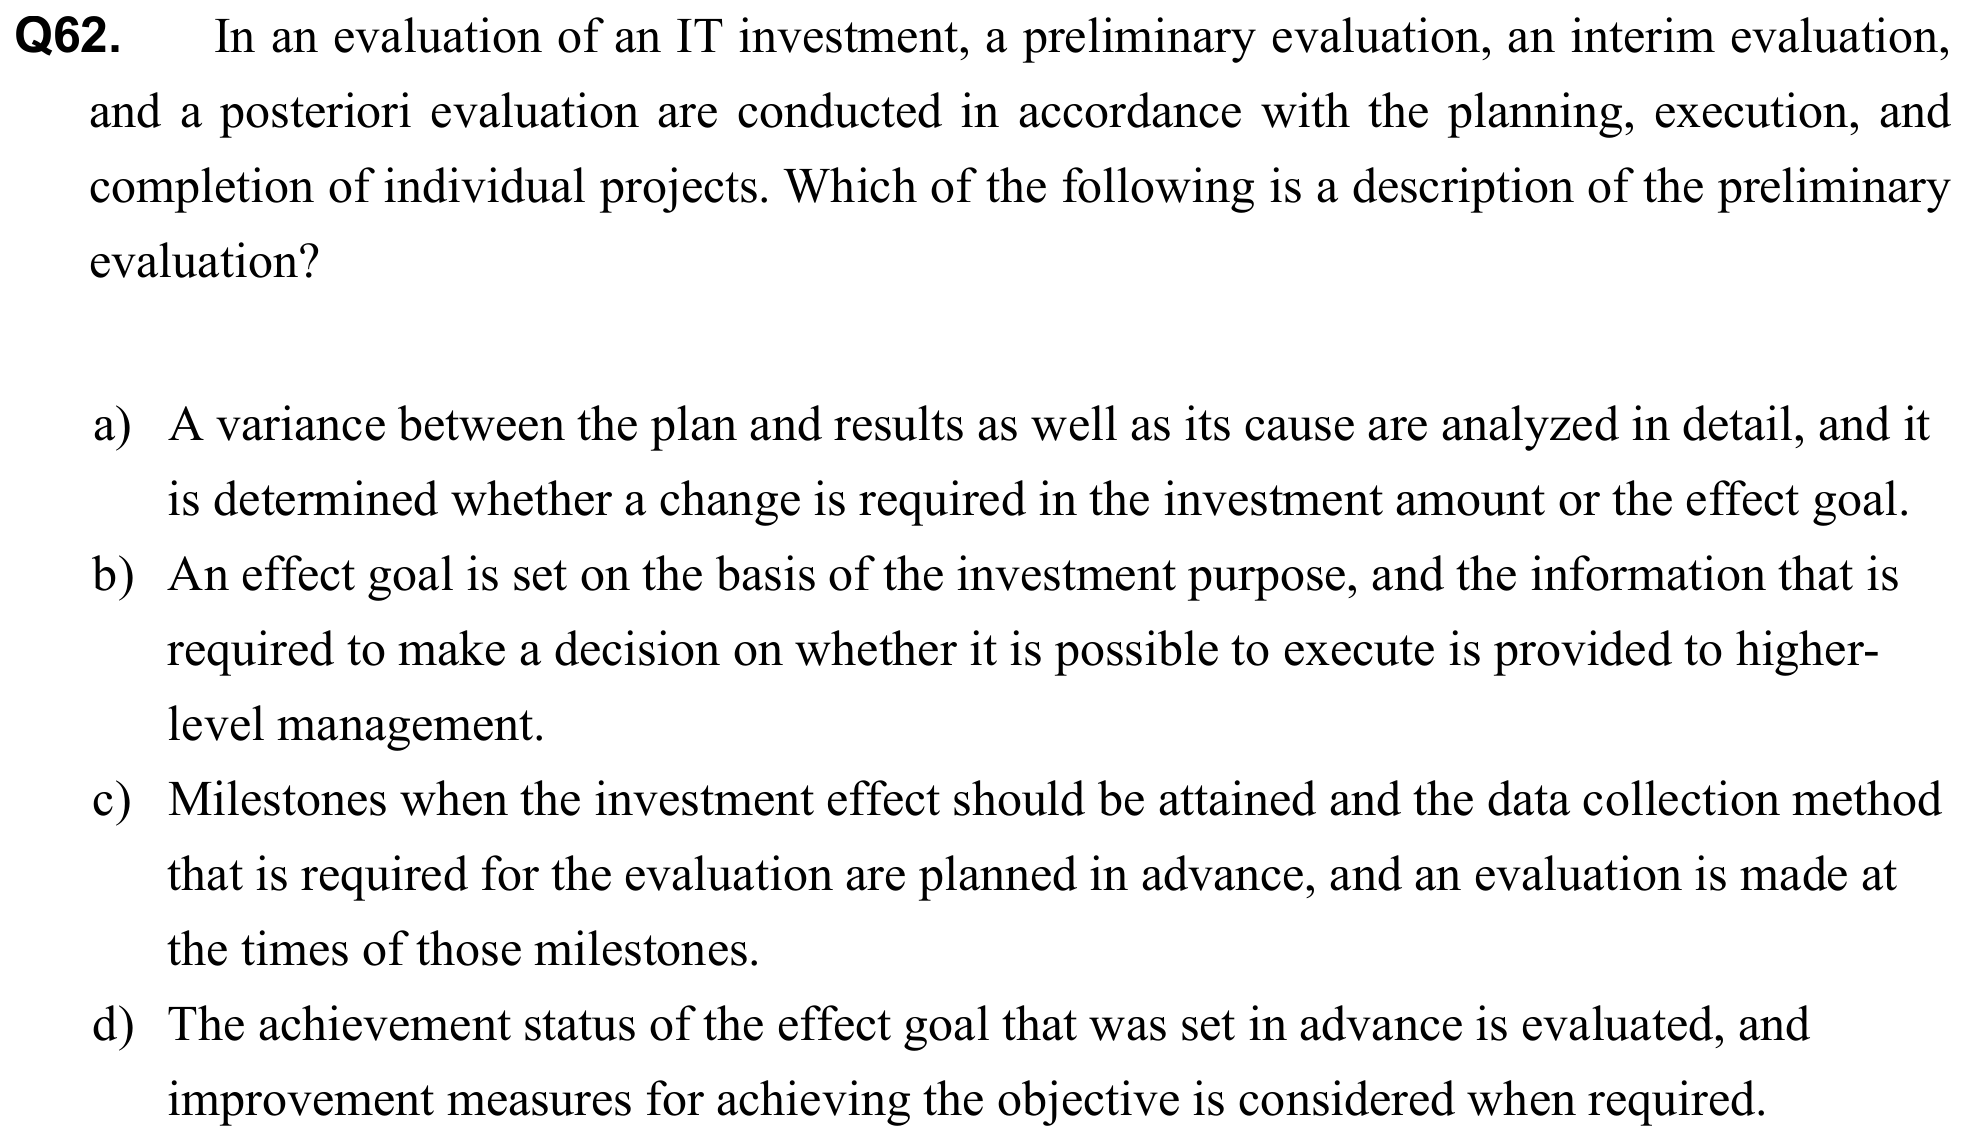 Q62. In an evaluation of an IT investment, a preliminary evaluation, an interim evaluation,
and a posteriori evaluation are conducted in accordance with the planning, execution, and
completion of individual projects. Which of the following is a description of the preliminary
evaluation?
a) A variance between the plan and results as well as its cause are analyzed in detail, and it
is determined whether a change is required in the investment amount or the effect goal.
b) An effect goal is set on the basis of the investment purpose, and the information that is
required to make a decision on whether it is possible to execute is provided to higher-
level management.
c) Milestones when the investment effect should be attained and the data collection method
that is required for the evaluation are planned in advance, and an evaluation is made at
the times of those milestones.
d) The achievement status of the effect goal that was set in advance is evaluated, and
improvement measures for achieving the objective is considered when required.